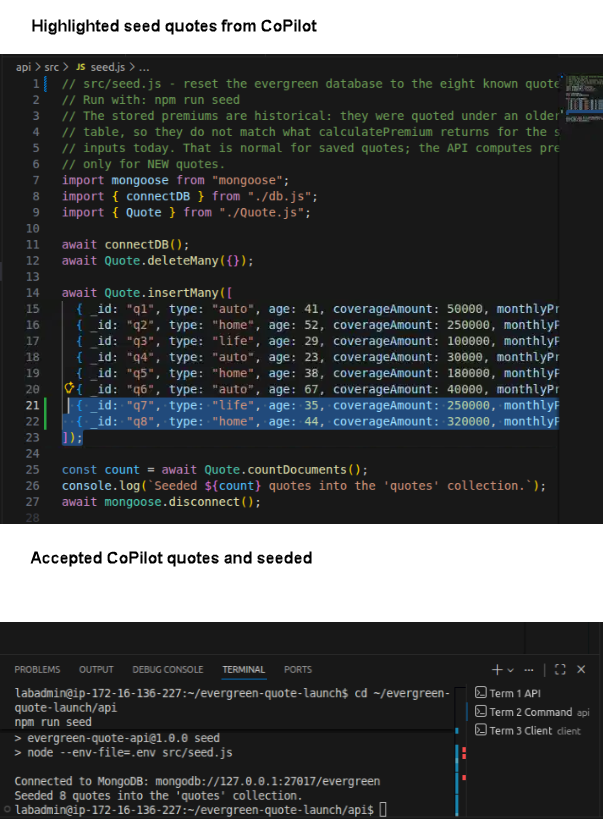 Highlighted seed quotes from CoPilot
api > src > JS seed.js > ...
1 // src/seed.js - reset the evergreen database to the eight known quote
2 // Run with: npm run seed
3 // The stored premiums are historical: they were quoted under an older
4 // table, so they do not match what calculatePremium returns for the s
5 // inputs today. That is normal for saved quotes; the API computes pre
6 // only for NEW quotes.
7 import mongoose from "mongoose";
8 import { connectDB } from "./db.js";
9 import { Quote } from "./Quote.js";
10
11 await connectDB();
12 await Quote.deleteMany({});
13
14 await Quote.insertMany([
15 { _id: "q1", type: "auto", age: 41, coverageAmount: 50000, monthlyPr
16 { _id: "q2", type: "home", age: 52, coverageAmount: 250000, monthlyP
17 { _id: "q3", type: "life", age: 29, coverageAmount: 100000, monthlyP
18 { _id: "q4", type: "auto", age: 23, coverageAmount: 30000, monthlyPr
19 { _id: "q5", type: "home", age: 38, coverageAmount: 180000, monthlyP
20 { _id: "q6", type: "auto", age: 67, coverageAmount: 40000, monthlyPr
21 { _id: "q7", type: "life", age: 35, coverageAmount: 250000, monthlyP
22 { _id: "q8", type: "home", age: 44, coverageAmount: 320000, monthlyP
23 ]);
24
25 const count = await Quote.countDocuments();
26 console.log(`Seeded ${count} quotes into the 'quotes' collection.`);
27 await mongoose.disconnect();
28
Accepted CoPilot quotes and seeded
PROBLEMS OUTPUT DEBUG CONSOLE TERMINAL PORTS
labadmin@ip-172-16-136-227:~/evergreen-quote-launch$ cd ~/evergreen-
quote-launch/api
npm run seed
> evergreen-quote-api@1.0.0 seed
> node --env-file=.env src/seed.js
Connected to MongoDB: mongodb://127.0.0.1:27017/evergreen
Seeded 8 quotes into the 'quotes' collection.
labadmin@ip-172-16-136-227:~/evergreen-quote-launch/api$
Term 1 API
Term 2 Command api
Term 3 Client client